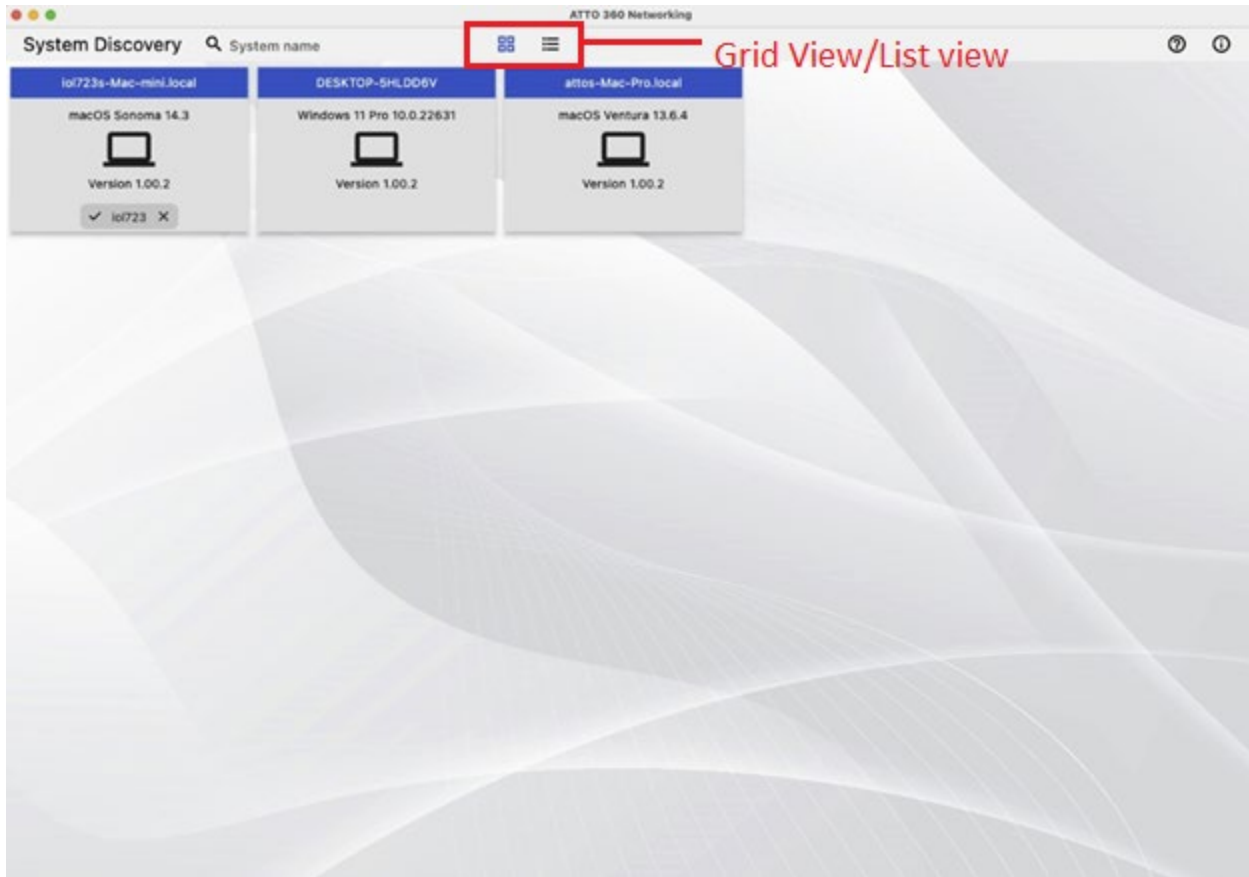 ATTO 360 Networking
System Discovery
System name
Grid View/List view
iol723s-Mac-mini.local
macOS Sonoma 14.3
Version 1.00.2
iol723
DESKTOP-5HLDD6V
Windows 11 Pro 10.0.22631
Version 1.00.2
attos-Mac-Pro.local
macOS Ventura 13.6.4
Version 1.00.2